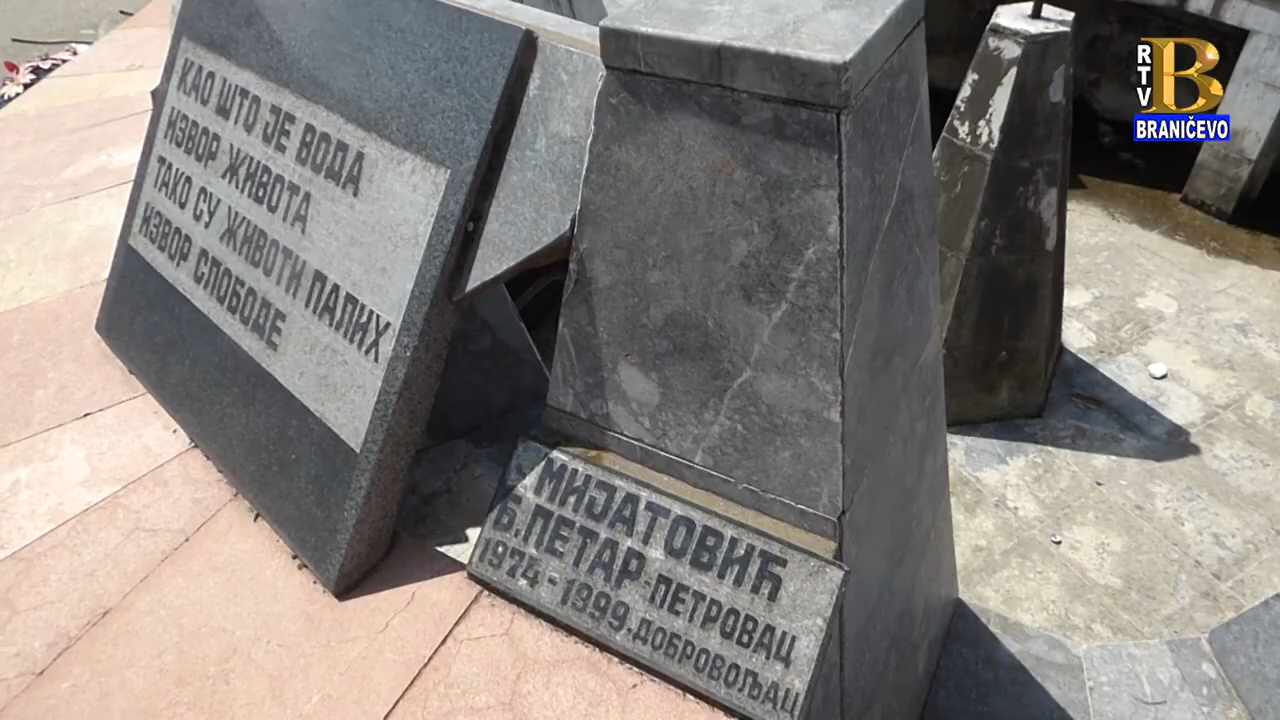 КАО ШТО ЈЕ ВОДА
ИЗВОР ЖИВОТА
ТАКО СУ ЖИВОТИ ПАЛИХ
ИЗВОР СЛОБОДЕ
МИЈАТОВИЋ
Б. ПЕТАР-ПЕТРОВАЦ
1974-1999. ДОБРОВОЉАЦ
RTV B
BRANIČEVO